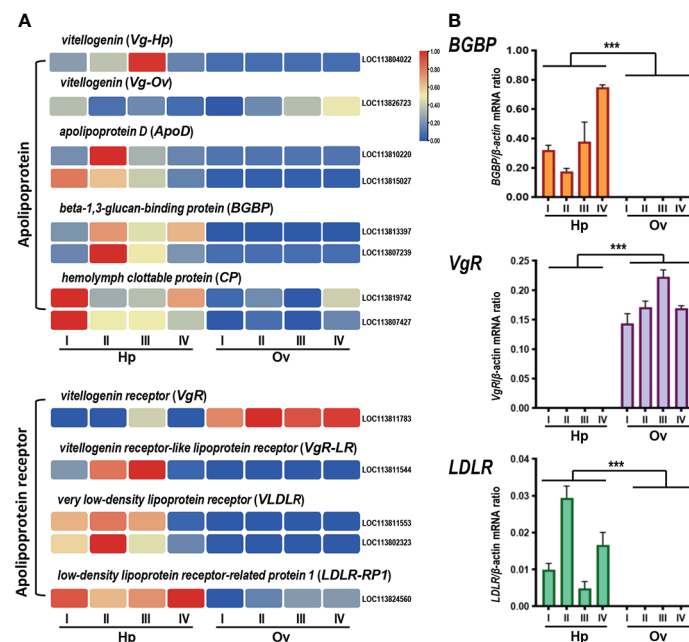 A
vitellogenin (Vg-Hp)
LOC113804022
vitellogenin (Vg-Ov)
LOC113826723
apolipoprotein D (ApoD)
LOC113810220
LOC113815027
beta-1,3-glucan-binding protein (BGBP)
LOC113813397
LOC113807239
hemolymph clottable protein (CP)
LOC113819742
LOC113807427
I II III IV I II III IV
Hp Ov
Apolipoprotein
1.00
0.80
0.60
0.40
0.20
0.00
vitellogenin receptor (VgR)
LOC113811783
vitellogenin receptor-like lipoprotein receptor (VgR-LR)
LOC113811544
very low-density lipoprotein receptor (VLDLR)
LOC113811553
LOC113802323
low-density lipoprotein receptor-related protein 1 (LDLR-RP1)
LOC113824560
I II III IV I II III IV
Hp Ov
Apolipoprotein receptor
B
BGBP
***
BGBP/β-actin mRNA ratio
1.00
0.80
0.60
0.40
0.20
0.00
I II III IV I II III IV
Hp Ov
VgR
***
VgR/β-actin mRNA ratio
0.25
0.20
0.15
0.10
0.05
0.00
I II III IV I II III IV
Hp Ov
LDLR
***
LDLR/β-actin mRNA ratio
0.04
0.03
0.02
0.01
0.00
I II III IV I II III IV
Hp Ov